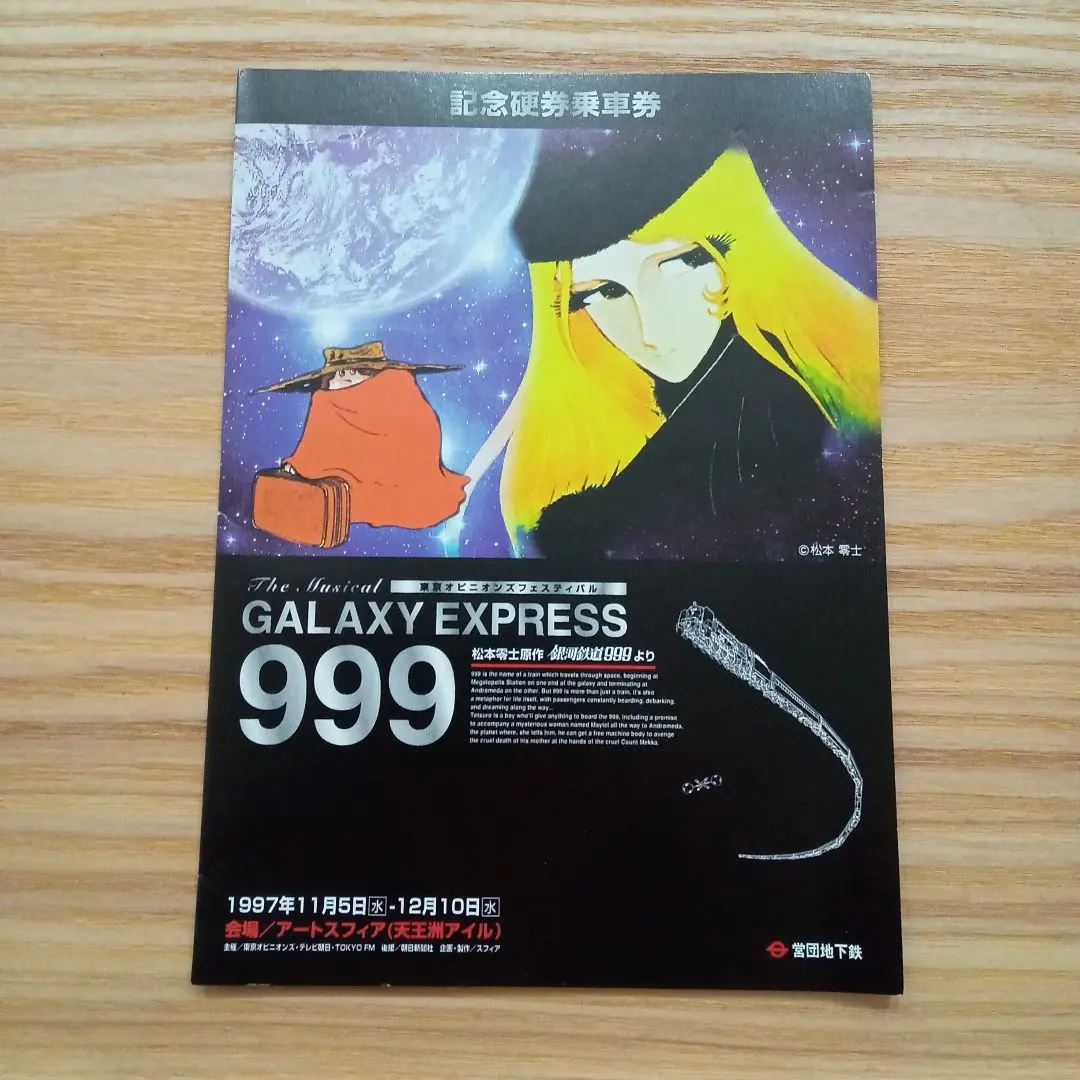 記念硬券乗車券
©松本 零士
The Musical 東京オピニオンズフェスティバル
GALAXY EXPRESS
999
松本零士原作 銀河鉄道999より
999 is the name of a train which travels through space, beginning at
Megalopolis Station on one end of the galaxy and terminating at
Andromeda on the other. But 999 is more than just a train, it's also
a metaphor for life itself, with passengers constantly boarding, debarking,
and dreaming along the way...
Tetsuro is a boy who'll give anything to board the 999, including a promise
to accompany a mysterious woman named Maytel all the way to Andromeda,
the planet where, she tells him, he can get a free machine body to avenge
the cruel death of his mother at the hands of the cruel Count Mekka.
1997年11月5日水-12月10日水
会場/アートスフィア(天王洲アイル)
主催/東京オピニオンズ・テレビ朝日・TOKYO FM 後援/朝日新聞社 企画・製作/スフィア
営団地下鉄